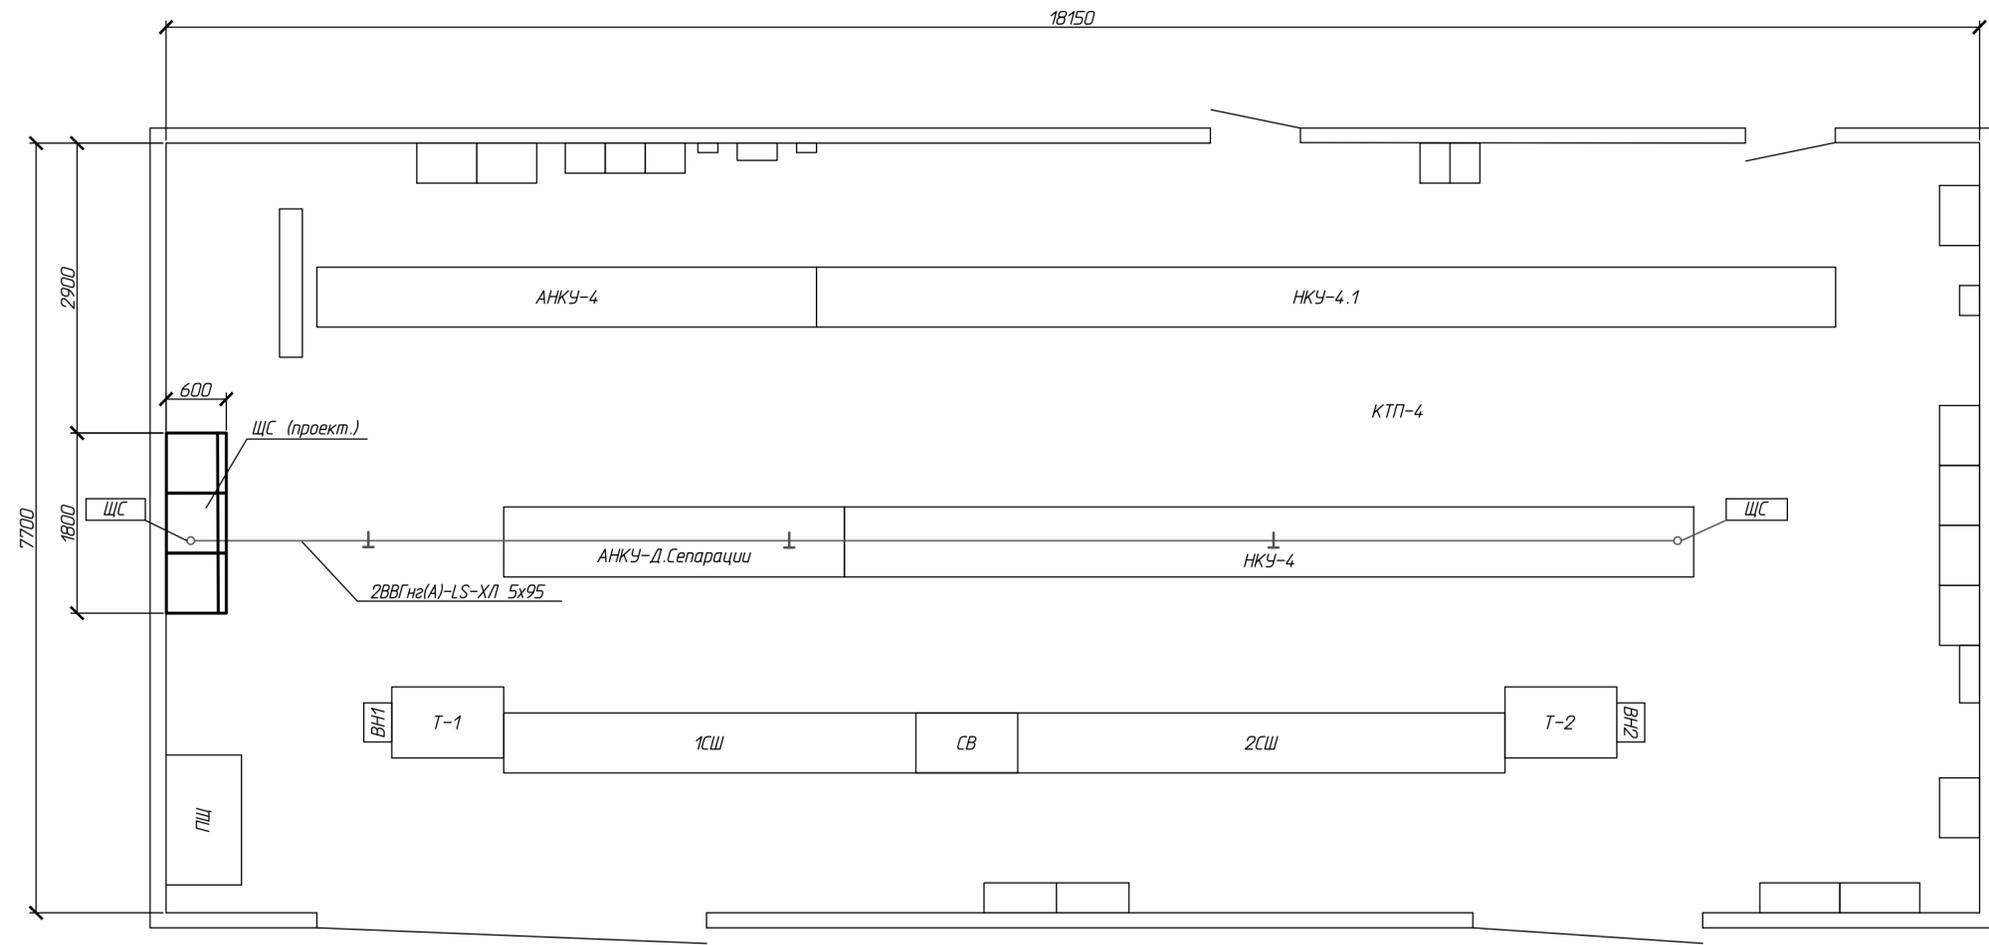 18150
2900
АНКУ-4
НКУ-4.1
600
КТП-4
ЩС (проект.)
7700
1800
ЩС
ЩС
АНКУ-Д.Сепарации
НКУ-4
2ВВГнг(А)-LS-ХЛ 5х95
ВН1
Т-1
Т-2
ВН2
1СШ
СВ
2СШ
ПЩ